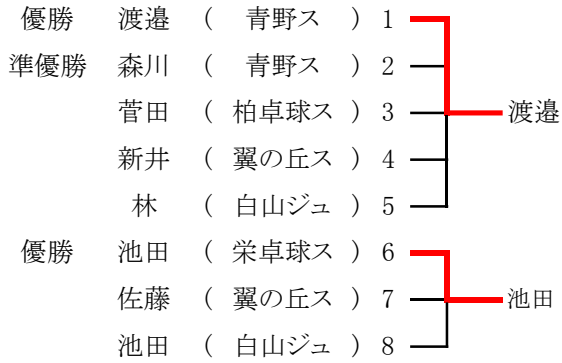 優勝 渡邉 ( 青野ス ) 1
準優勝 森川 ( 青野ス ) 2
菅田 ( 柏卓球ス ) 3 渡邉
新井 ( 翼の丘ス ) 4
林 ( 白山ジュ ) 5
優勝 池田 ( 栄卓球ス ) 6
佐藤 ( 翼の丘ス ) 7 池田
池田 ( 白山ジュ ) 8